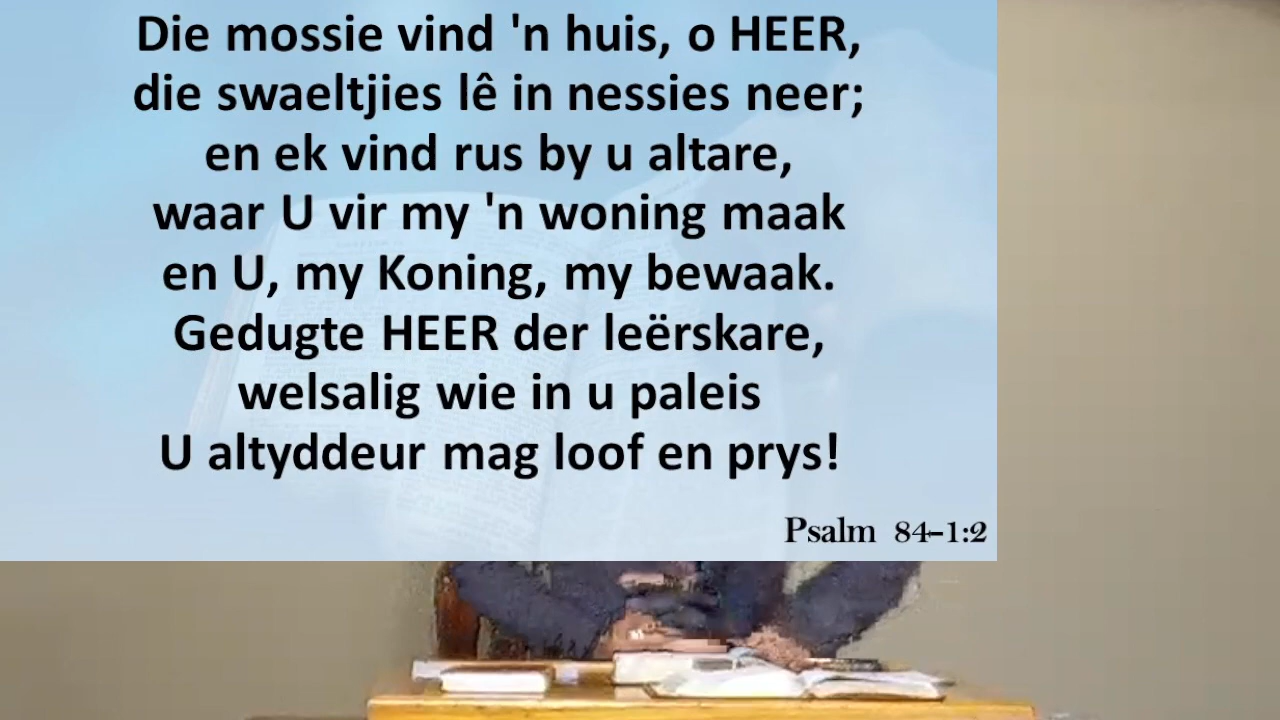 Die mossie vind 'n huis, o HEER,
die swaeltjies lê in nessies neer;
en ek vind rus by u altare,
waar U vir my 'n woning maak
en U, my Koning, my bewaak.
Gedugte HEER der leërskare,
welsalig wie in u paleis
U altyddeur mag loof en prys!
Psalm 84-1:2